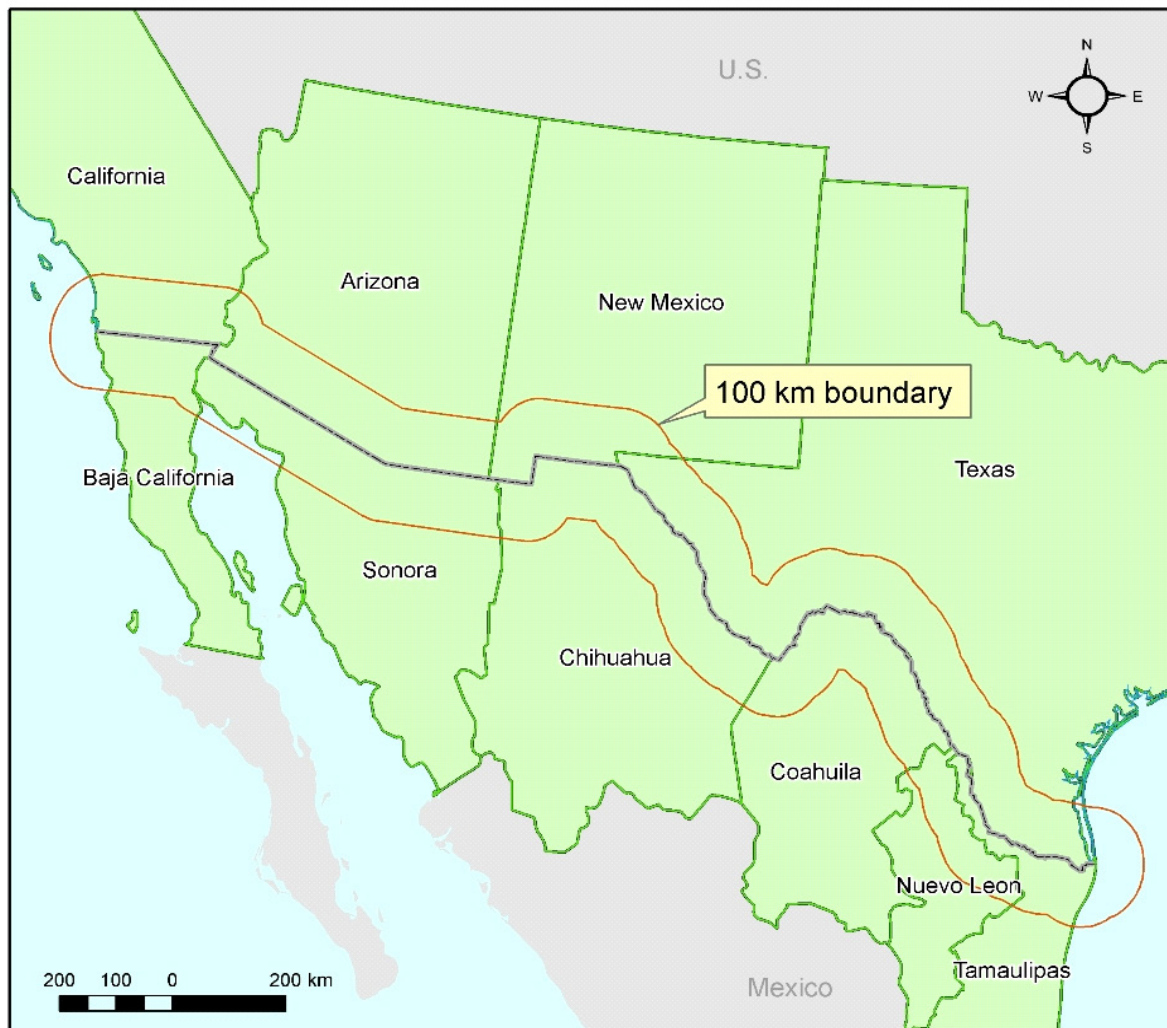 U.S.
N
W E
S
California
Arizona
New Mexico
100 km boundary
Texas
Baja California
Sonora
Chihuahua
Coahuila
Nuevo Leon
Tamaulipas
Mexico
200 100 0 200 km